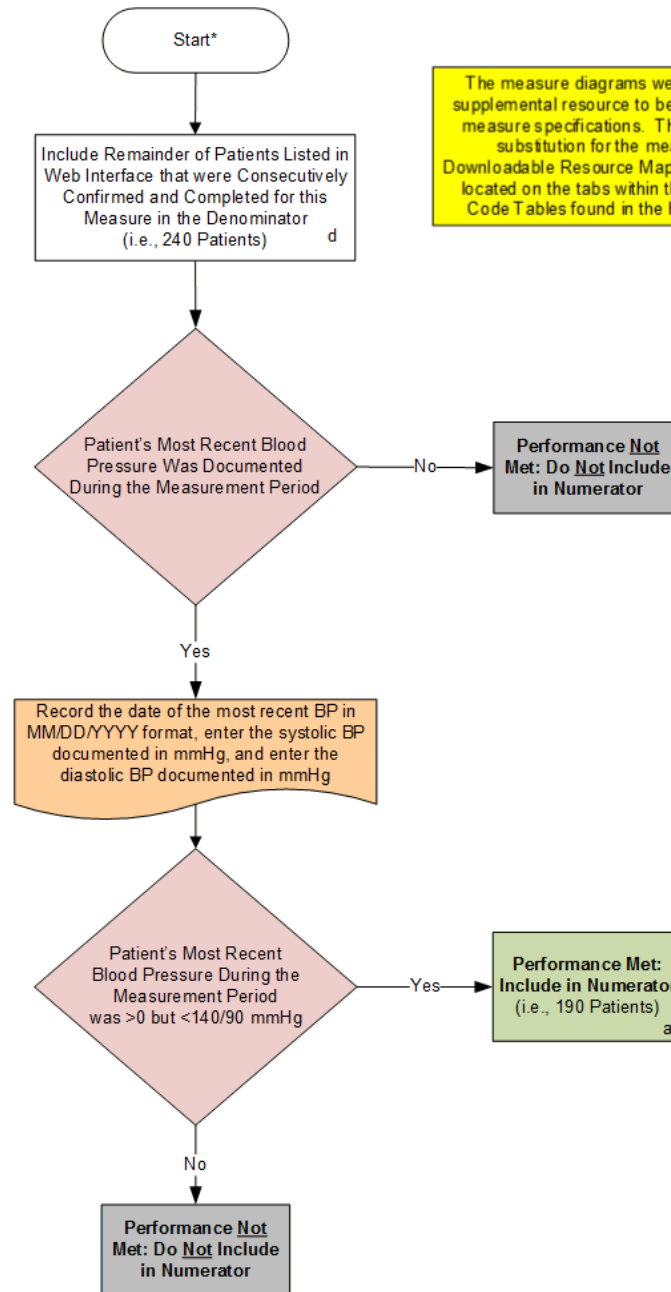 Start*
The measure diagrams we
supplemental resource to be
measure specifications. Th
substitution for the mea
Downloadable Resource Map
located on the tabs within th
Code Tables found in the
Include Remainder of Patients Listed in
Web Interface that were Consecutively
Confirmed and Completed for this
Measure in the Denominator
(i.e., 240 Patients) d
Patient's Most Recent Blood
Pressure Was Documented
During the Measurement Period
No
Performance Not
Met: Do Not Include
in Numerator
Yes
Record the date of the most recent BP in
MM/DD/YYYY format, enter the systolic BP
documented in mmHg, and enter the
diastolic BP documented in mmHg
Patient's Most Recent
Blood Pressure During the
Measurement Period
was >0 but <140/90 mmHg
Yes
Performance Met:
Include in Numerator
(i.e., 190 Patients)
a
No
Performance Not
Met: Do Not Include
in Numerator